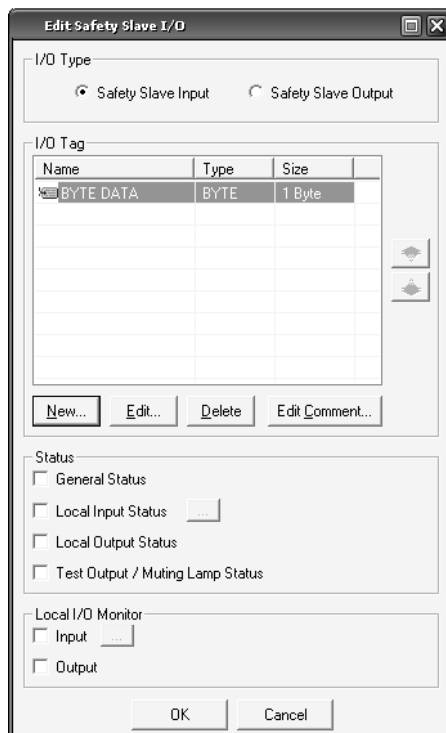 Edit Safety Slave I/O
I/O Type
Safety Slave Input Safety Slave Output
I/O Tag
Name Type Size
BYTE DATA BYTE 1 Byte
New... Edit... Delete Edit Comment...
Status
General Status
Local Input Status ...
Local Output Status
Test Output / Muting Lamp Status
Local I/O Monitor
Input ...
Output
OK Cancel